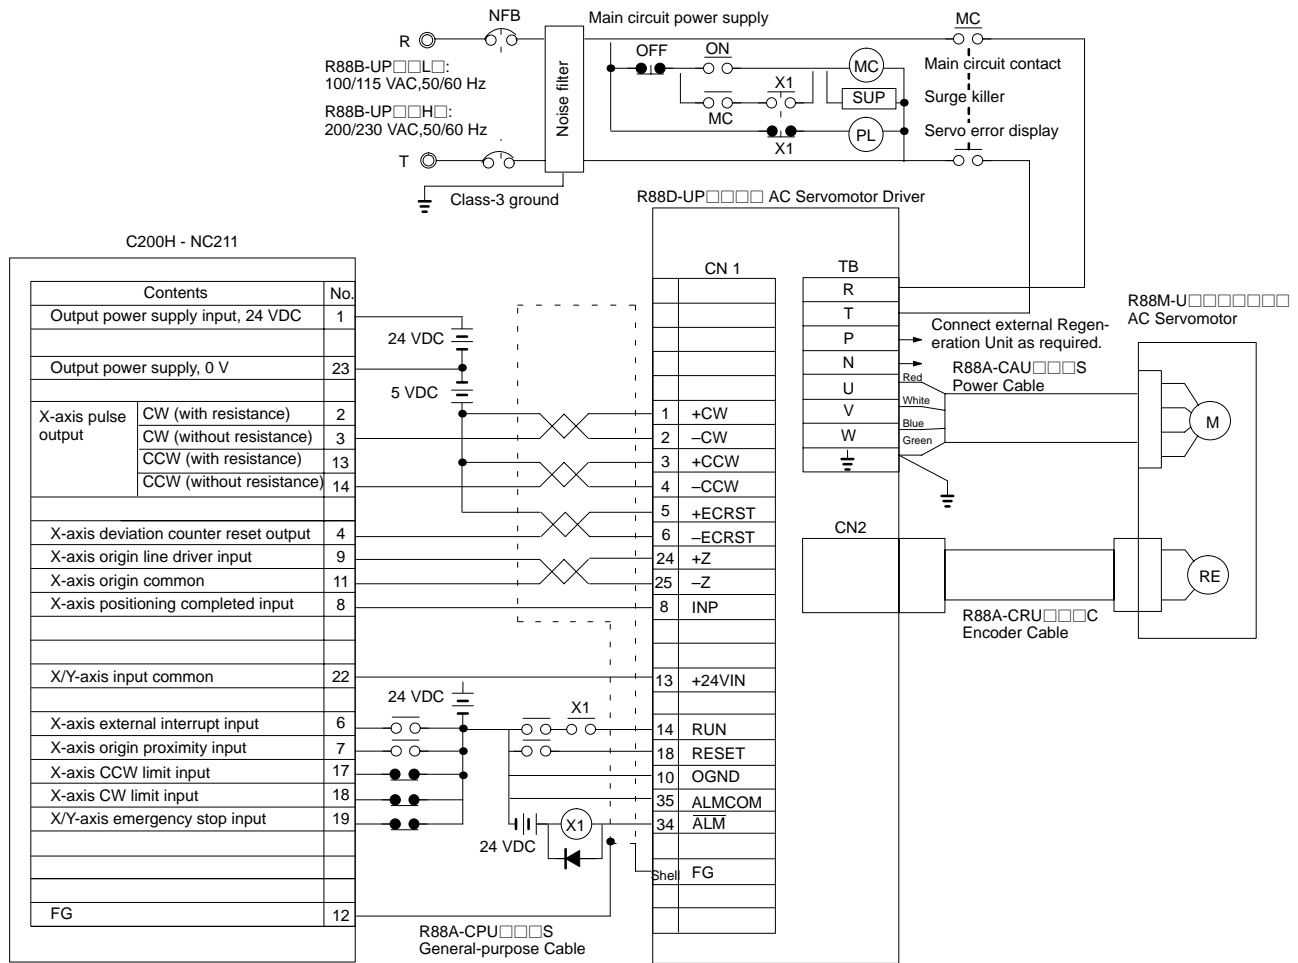 NFB
Main circuit power supply
MC
R
OFF
ON
MC
Main circuit contact
R88B-UP□□L□:
100/115 VAC,50/60 Hz
Noise filter
X1
SUP
Surge killer
R88B-UP□□H□:
200/230 VAC,50/60 Hz
MC
PL
Servo error display
X1
T
Class-3 ground
R88D-UP□□□□ AC Servomotor Driver
C200H - NC211
CN 1
TB
Contents No.
Output power supply input, 24 VDC 1
Output power supply, 0 V 23
X-axis pulse output
CW (with resistance) 2
CW (without resistance) 3
CCW (with resistance) 13
CCW (without resistance) 14
X-axis deviation counter reset output 4
X-axis origin line driver input 9
X-axis origin common 11
X-axis positioning completed input 8
X/Y-axis input common 22
X-axis external interrupt input 6
X-axis origin proximity input 7
X-axis CCW limit input 17
X-axis CW limit input 18
X/Y-axis emergency stop input 19
FG 12
24 VDC
5 VDC
24 VDC
X1
X1
24 VDC
R88A-CPU□□□S
General-purpose Cable
1 +CW
2 –CW
3 +CCW
4 –CCW
5 +ECRST
6 –ECRST
24 +Z
25 –Z
8 INP
13 +24VIN
14 RUN
18 RESET
10 OGND
35 ALMCOM
34 ALM
Shell FG
R
T
P
N
U
V
W
Connect external Regen-
eration Unit as required.
Red
White
Blue
Green
R88A-CAU□□□S
Power Cable
R88M-U□□□□□□□
AC Servomotor
M
CN2
RE
R88A-CRU□□□C
Encoder Cable